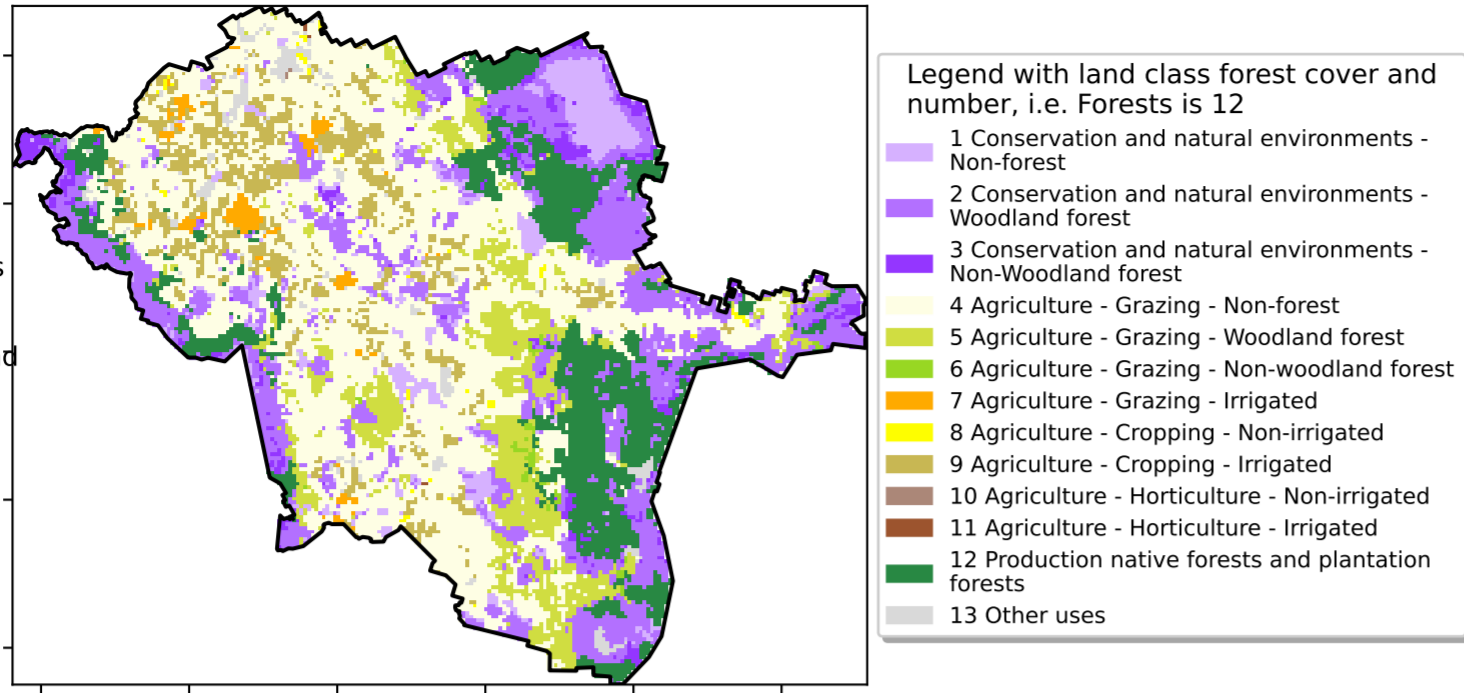 s
d
Legend with land class forest cover and
number, i.e. Forests is 12
1 Conservation and natural environments -
Non-forest
2 Conservation and natural environments -
Woodland forest
3 Conservation and natural environments -
Non-Woodland forest
4 Agriculture - Grazing - Non-forest
5 Agriculture - Grazing - Woodland forest
6 Agriculture - Grazing - Non-woodland forest
7 Agriculture - Grazing - Irrigated
8 Agriculture - Cropping - Non-irrigated
9 Agriculture - Cropping - Irrigated
10 Agriculture - Horticulture - Non-irrigated
11 Agriculture - Horticulture - Irrigated
12 Production native forests and plantation
forests
13 Other uses